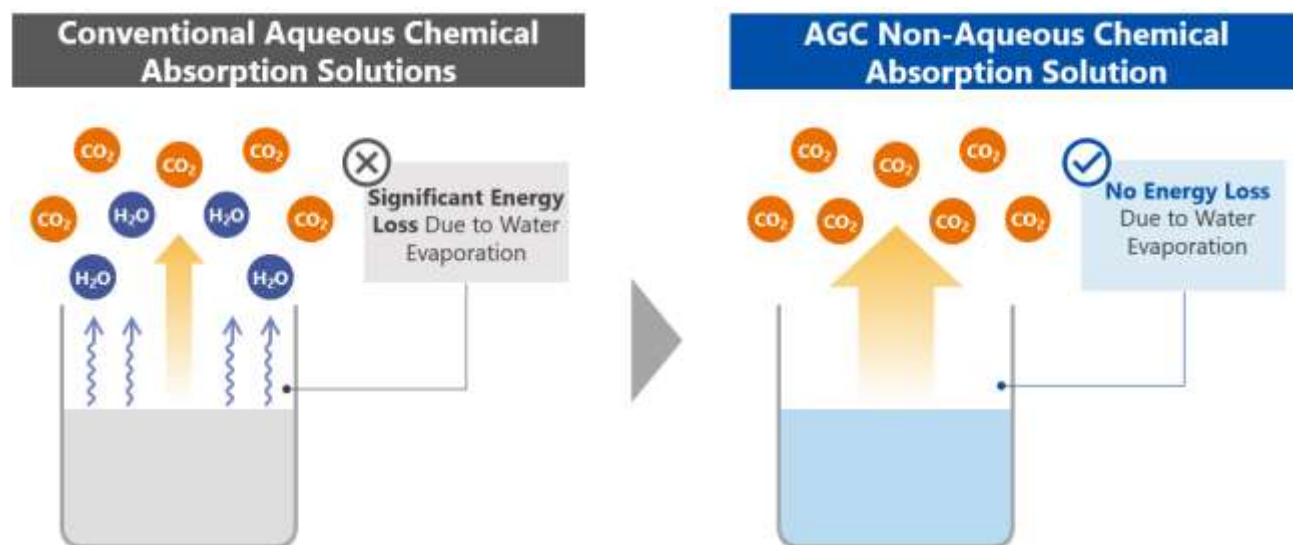 Conventional Aqueous Chemical
Absorption Solutions
CO₂
CO₂
CO₂
CO₂
H₂O
H₂O
CO₂
H₂O
H₂O
Significant Energy
Loss Due to Water
Evaporation
AGC Non-Aqueous Chemical
Absorption Solution
CO₂
CO₂
CO₂
CO₂
CO₂
CO₂
CO₂
No Energy Loss
Due to Water
Evaporation